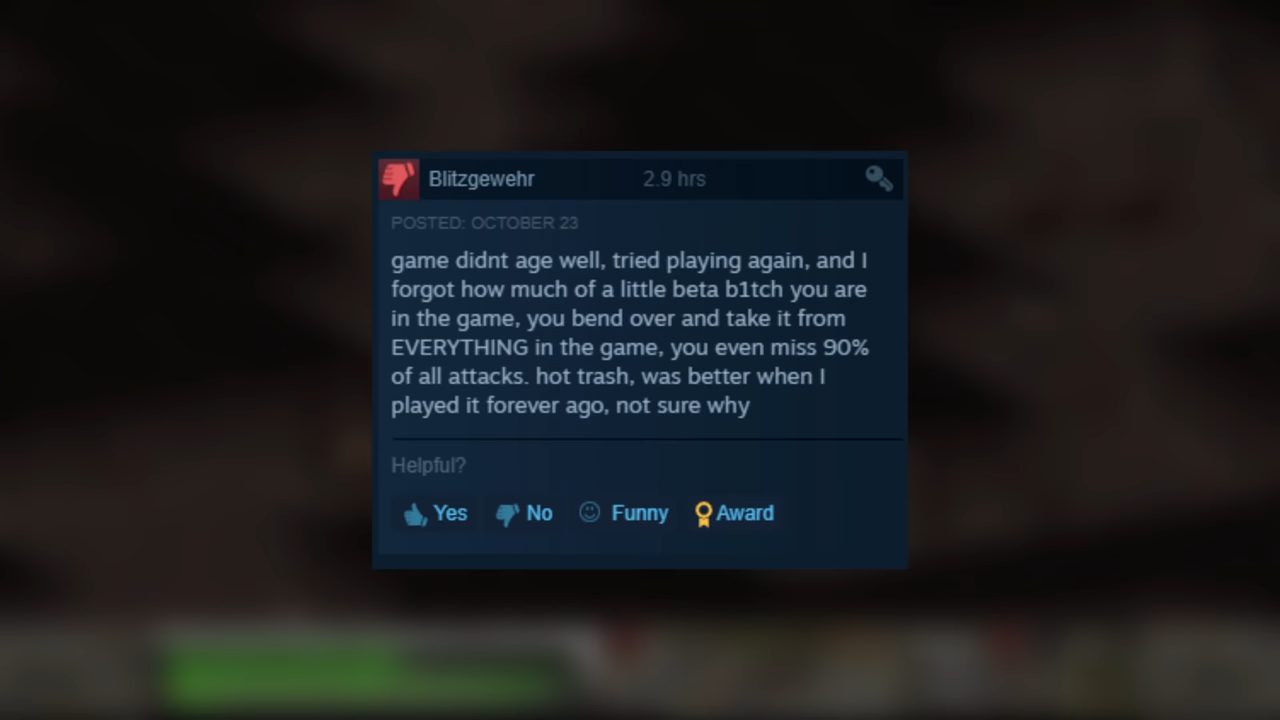 Blitzgewehr 2.9 hrs
POSTED: OCTOBER 23
game didnt age well, tried playing again, and I
forgot how much of a little beta b1tch you are
in the game, you bend over and take it from
EVERYTHING in the game, you even miss 90%
of all attacks. hot trash, was better when I
played it forever ago, not sure why
Helpful?
Yes No Funny Award